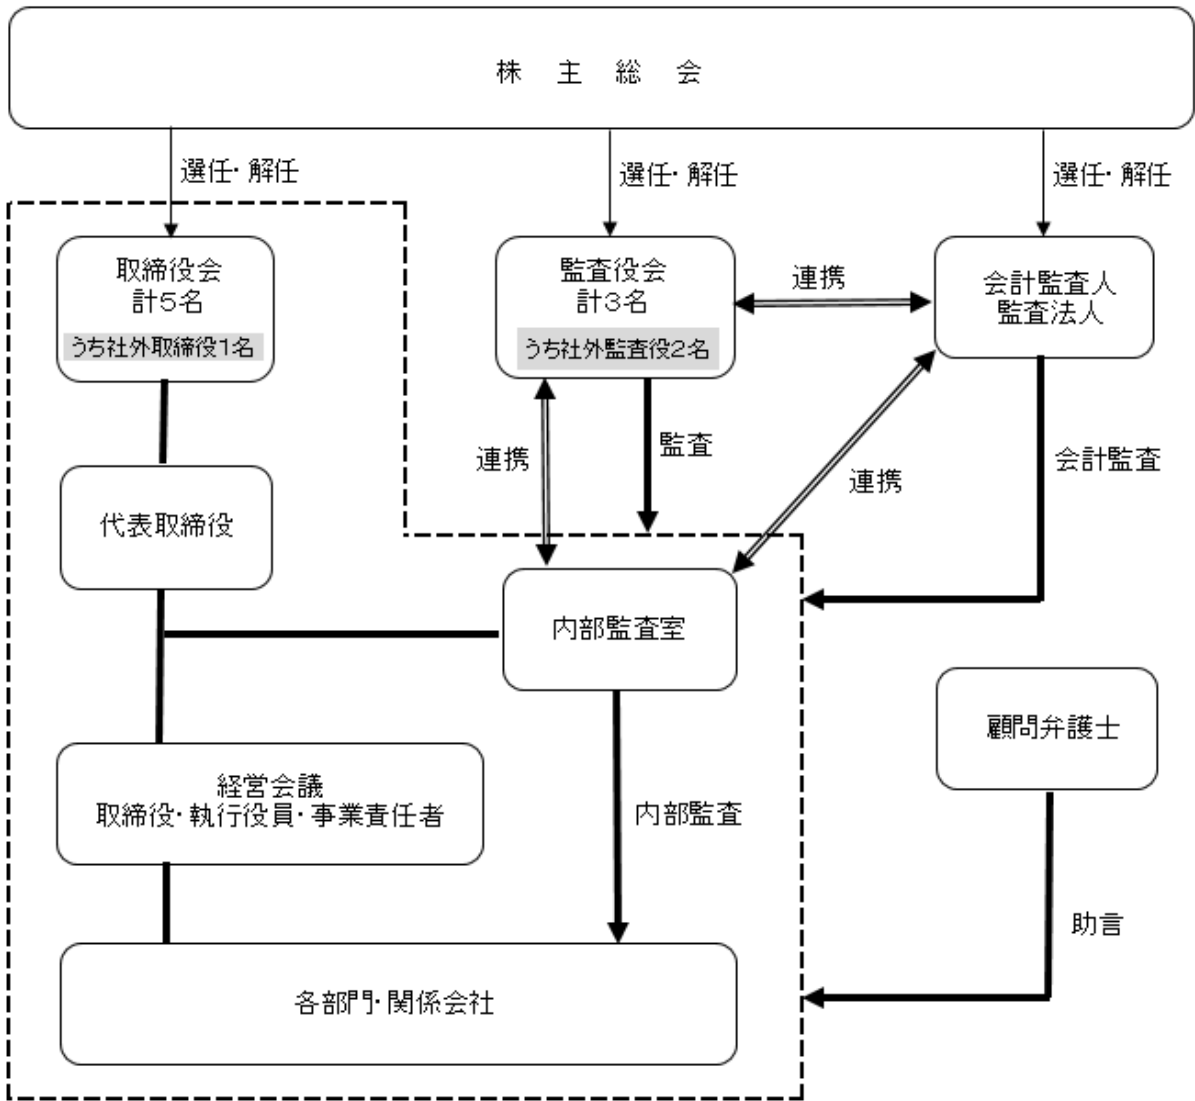 株 主 総 会
選任・解任
選任・解任
選任・解任
取締役会
計5名
うち社外取締役1名
監査役会
計3名
うち社外監査役2名
連携
会計監査人
監査法人
連携
監査
連携
会計監査
代表取締役
内部監査室
顧問弁護士
経営会議
取締役・執行役員・事業責任者
内部監査
助言
各部門・関係会社